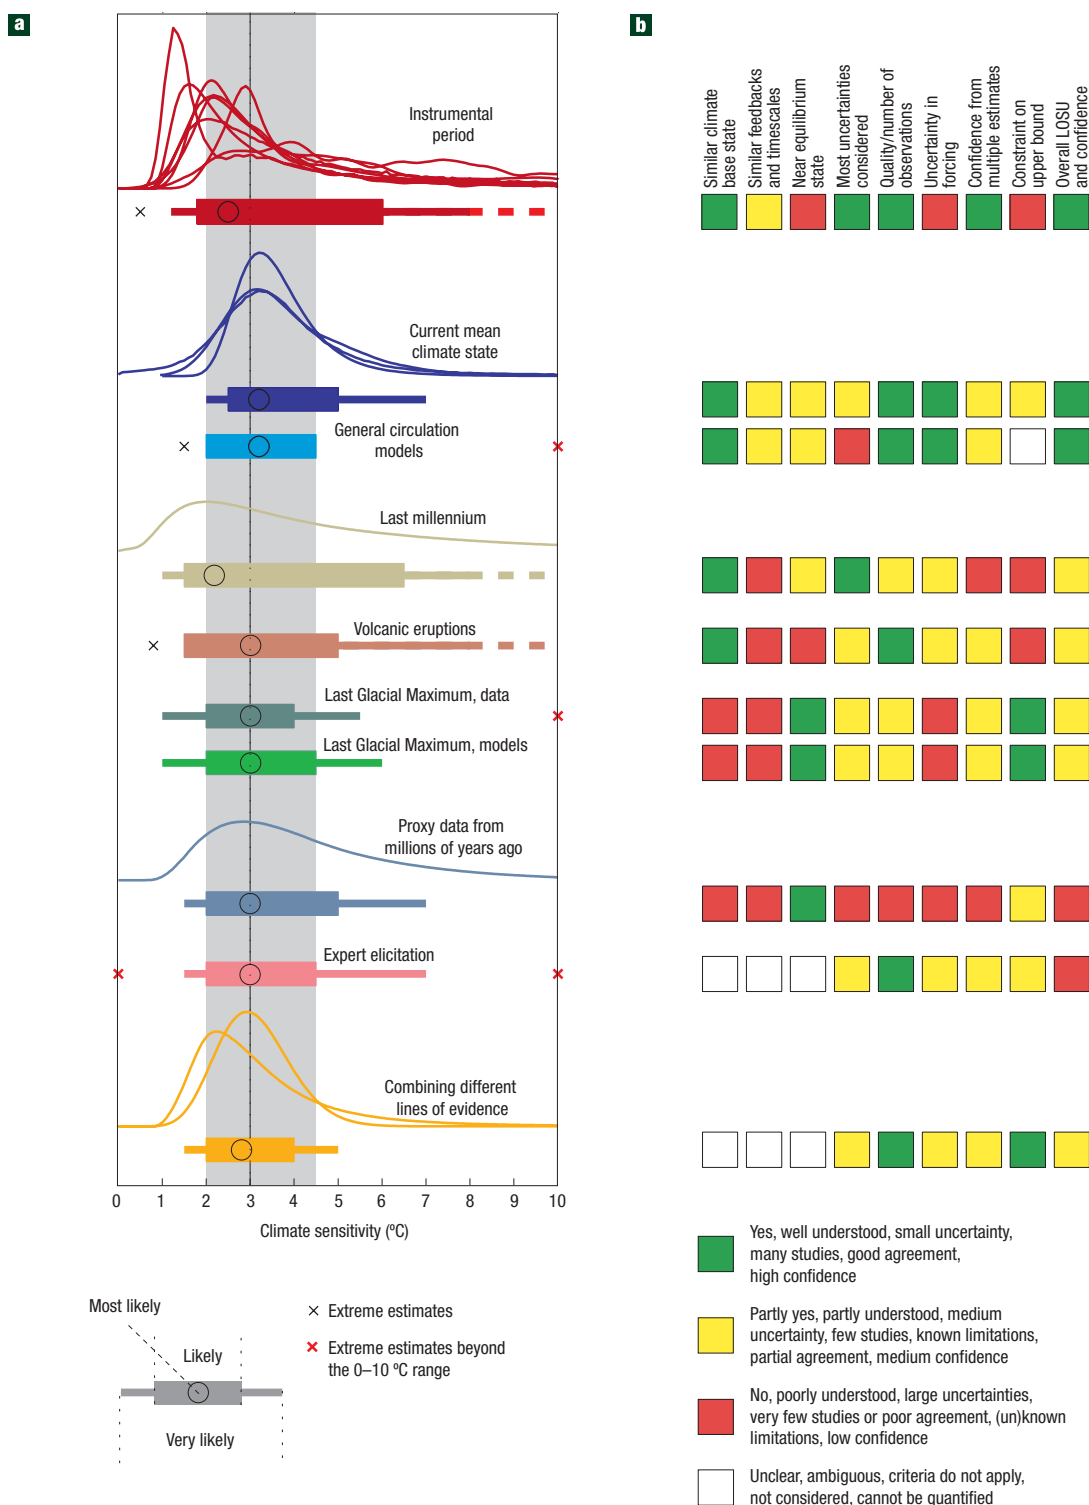 a
Instrumental
period
Current mean
climate state
General circulation
models
Last millennium
Volcanic eruptions
Last Glacial Maximum, data
Last Glacial Maximum, models
Proxy data from
millions of years ago
Expert elicitation
Combining different
lines of evidence
0 1 2 3 4 5 6 7 8 9 10
Climate sensitivity (ºC)
Most likely
Likely
Very likely
Extreme estimates
Extreme estimates beyond
the 0–10 ºC range
b
Similar climate
base state
Similar feedbacks
and timescales
Near equilibrium
state
Most uncertainties
considered
Quality/number of
observations
Uncertainty in
forcing
Confidence from
multiple estimates
Constraint on
upper bound
Overall LOSU
and confidence
Yes, well understood, small uncertainty,
many studies, good agreement,
high confidence
Partly yes, partly understood, medium
uncertainty, few studies, known limitations,
partial agreement, medium confidence
No, poorly understood, large uncertainties,
very few studies or poor agreement, (un)known
limitations, low confidence
Unclear, ambiguous, criteria do not apply,
not considered, cannot be quantified